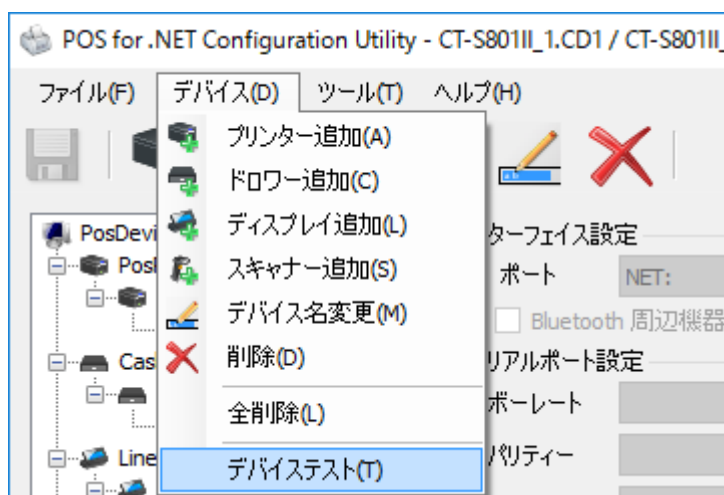 POS for .NET Configuration Utility - CT-S801II_1.CD1 / CT-S801II_
ファイル(F) デバイス(D) ツール(T) ヘルプ(H)
プリンター追加(A)
ドロワー追加(C)
ディスプレイ追加(L)
スキャナー追加(S)
デバイス名変更(M)
削除(D)
全削除(L)
デバイステスト(T)
PosDevi
Pos
Cas
Line
ターフェイス設定
ポート NET:
Bluetooth 周辺機器
リアルポート設定
ボーレート
パリティー